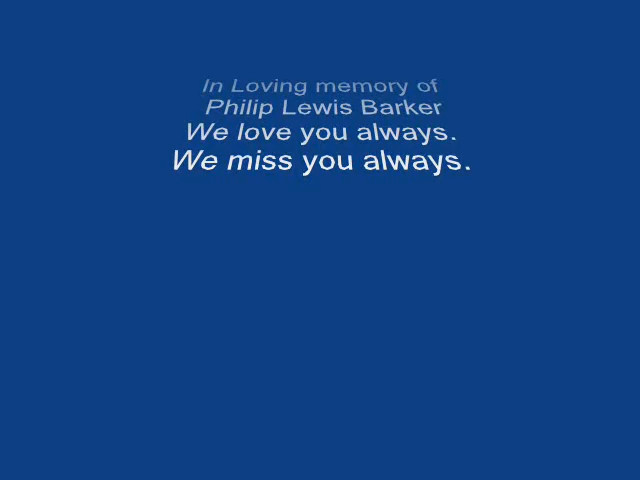 In Loving memory of
Philip Lewis Barker
We love you always.
We miss you always.